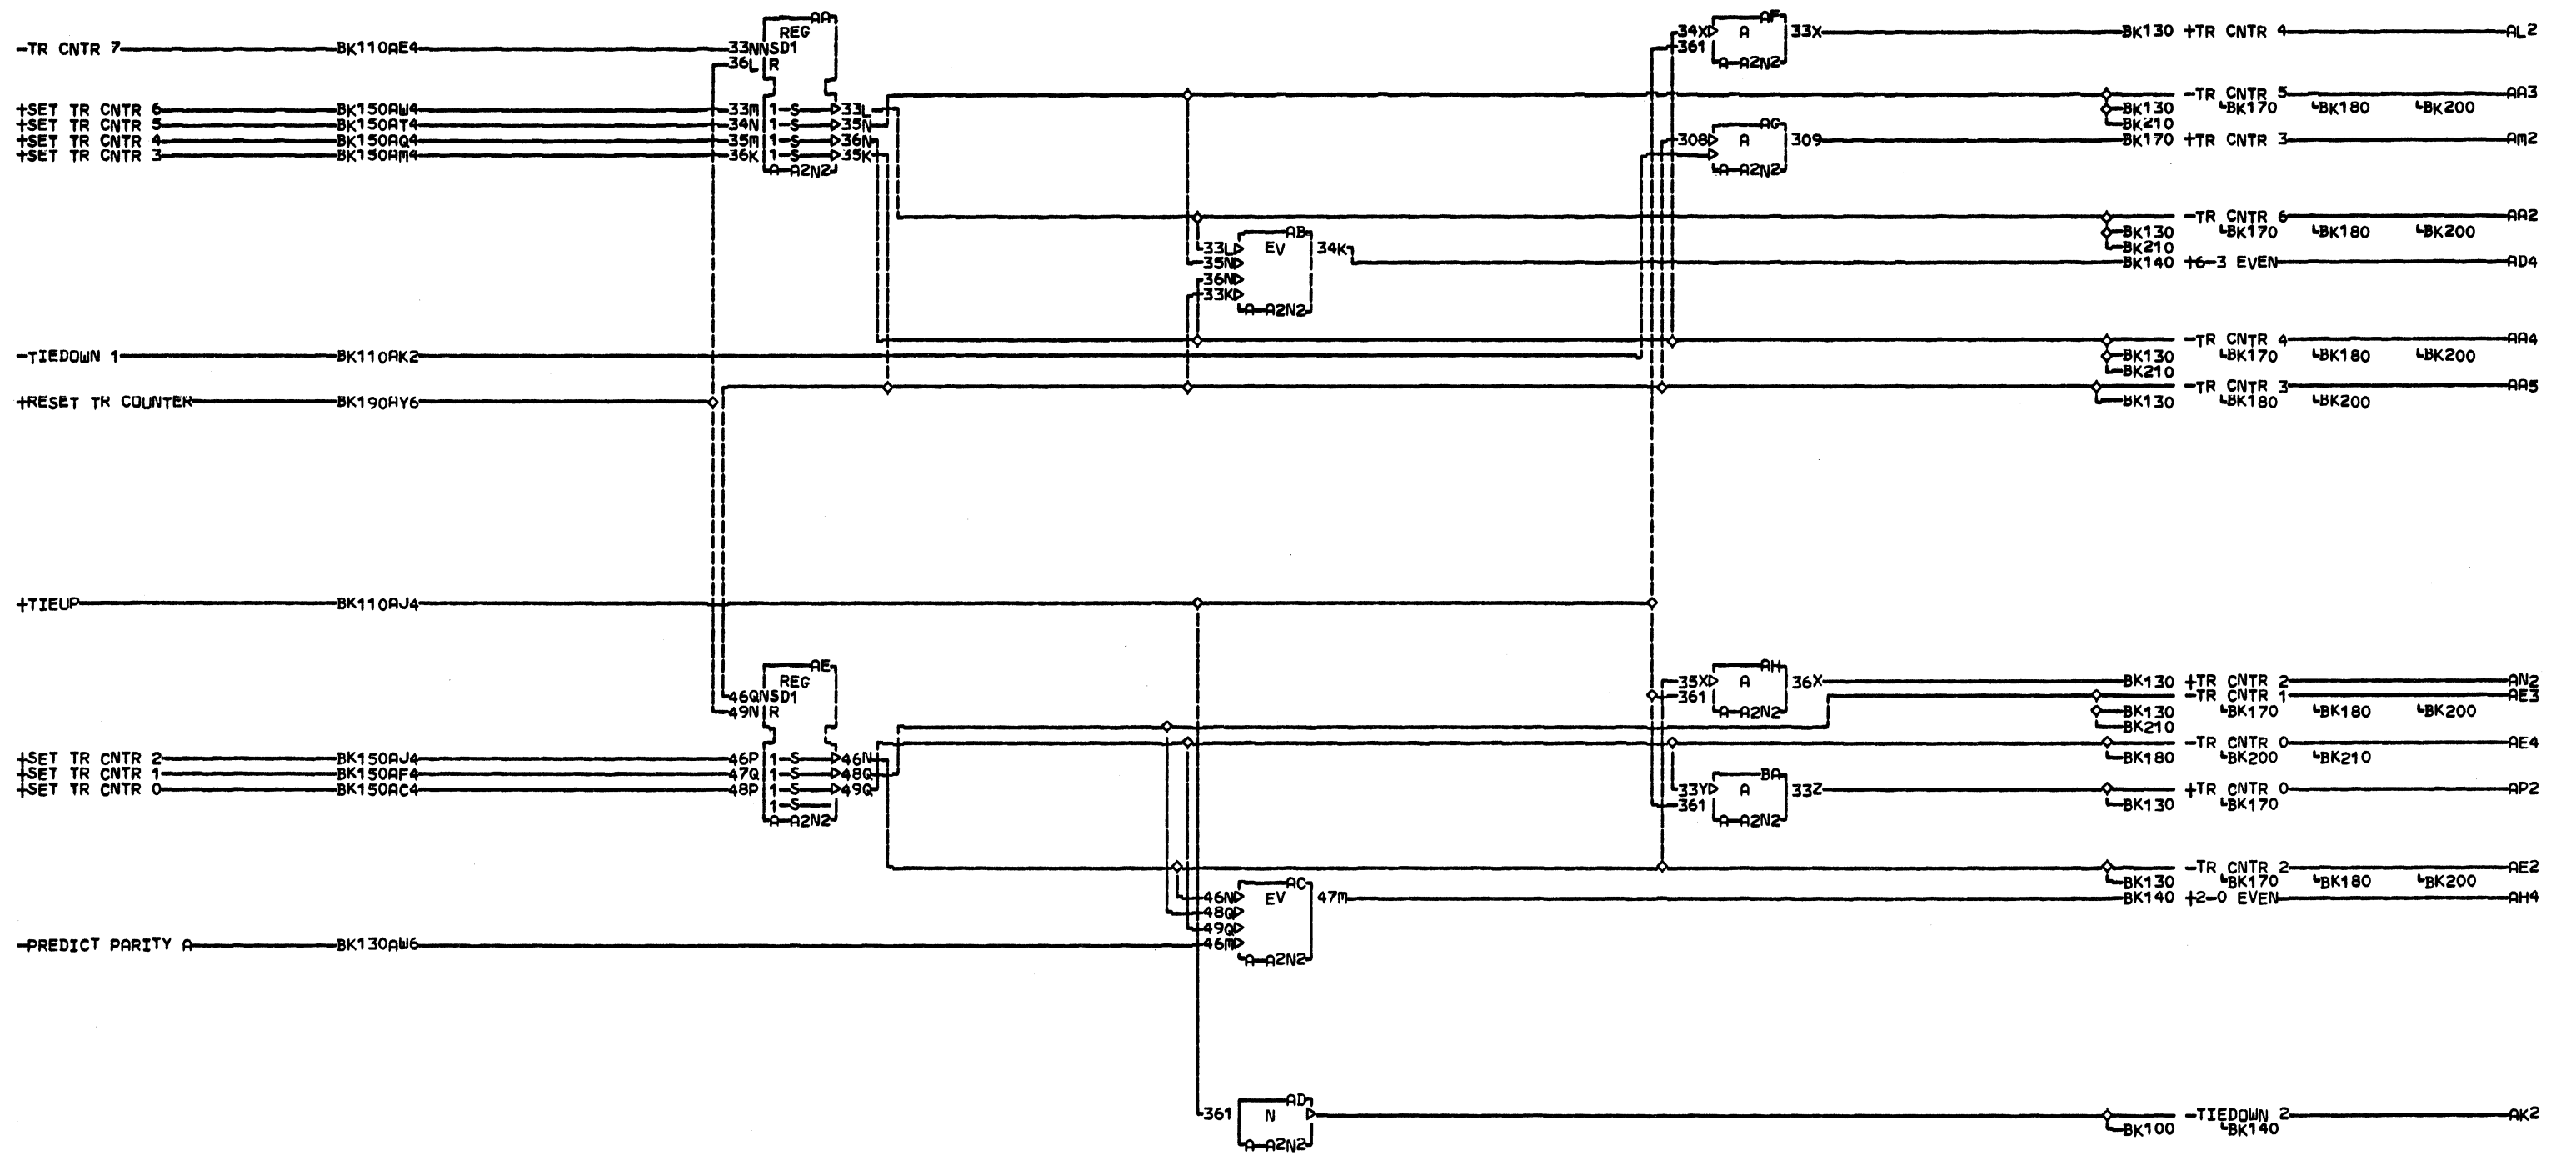 AA AF
REG 34X A 33X BK130 +TR CNTR 4 AL2
-TR CNTR 7 BK110AE4 33N NSD1 361
36L R A-A2N2
+SET TR CNTR 6 BK150AW4 33M 1-S 33L -TR CNTR 5 AA3
BK130 BK170 BK180 BK200
+SET TR CNTR 5 BK150AT4 34N 1-S 35N AG BK210
+SET TR CNTR 4 BK150AQ4 35M 1-S 36N 308 A 309 BK170 +TR CNTR 3 AM2
+SET TR CNTR 3 BK150AM4 36K 1-S 35K
A-A2N2 A-A2N2
-TR CNTR 6 AA2
AB BK130 BK170 BK180 BK200
33L EV 34K BK210
35N BK140 +6-3 EVEN AD4
36N
33K
A-A2N2
-TR CNTR 4 AA4
-TIEDOWN 1 BK110AK2 BK130 BK170 BK180 BK200
BK210
-TR CNTR 3 AA5
+RESET TR COUNTER BK190AY6 BK130 BK180 BK200
+TIEUP BK110AJ4
AE AH
REG 35X A 36X BK130 +TR CNTR 2 AN2
46Q NSD1 361 -TR CNTR 1 AE3
49N R A-A2N2 BK130 BK170 BK180 BK200
BK210
-TR CNTR 0 AE4
+SET TR CNTR 2 BK150AJ4 46P 1-S 46N BK180 BK200 BK210
+SET TR CNTR 1 BK150AF4 47Q 1-S 48Q BA
+SET TR CNTR 0 BK150AC4 48P 1-S 49Q 33Y A 33Z +TR CNTR 0 AP2
1-S 361 BK130 BK170
A-A2N2 A-A2N2
-TR CNTR 2 AE2
AC BK130 BK170 BK180 BK200
46N EV 47M BK140 +2-0 EVEN AH4
48Q
49Q
-PREDICT PARITY A BK130AW6 46M
A-A2N2
AD
361 N -TIEDOWN 2 AK2
BK100 BK140
A-A2N2